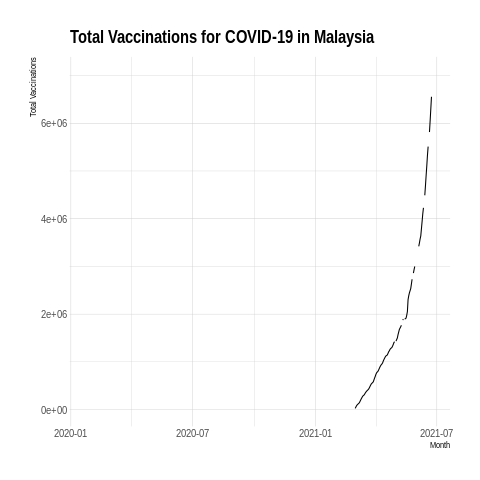 Total Vaccinations for COVID-19 in Malaysia
Total Vaccinations
6e+06
4e+06
2e+06
0e+00
2020-01 2020-07 2021-01 2021-07
Month